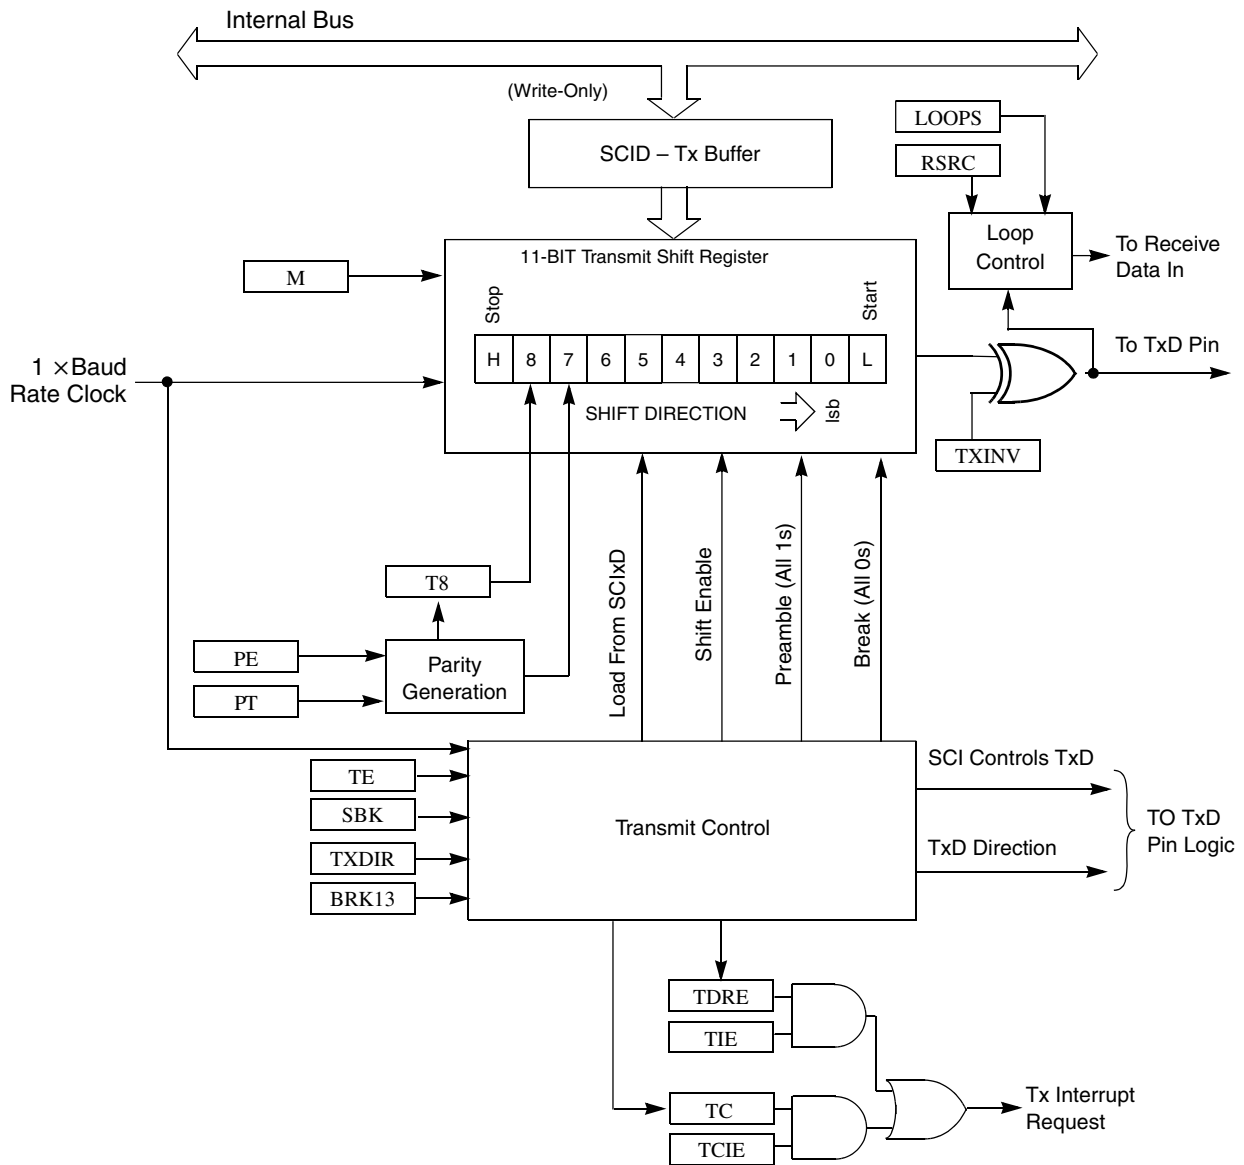 Internal Bus
(Write-Only)
LOOPS
SCID – Tx Buffer
RSRC
11-BIT Transmit Shift Register
Loop
Control
To Receive
Data In
M
Stop
Start
H 8 7 6 5 4 3 2 1 0 L
To TxD Pin
1 ×Baud
Rate Clock
SHIFT DIRECTION
lsb
TXINV
Load From SCIxD
Shift Enable
Preamble (All 1s)
Break (All 0s)
T8
PE
PT
Parity
Generation
SCI Controls TxD
TE
SBK
TXDIR
BRK13
Transmit Control
TO TxD
Pin Logic
TxD Direction
TDRE
TIE
TC
TCIE
Tx Interrupt
Request